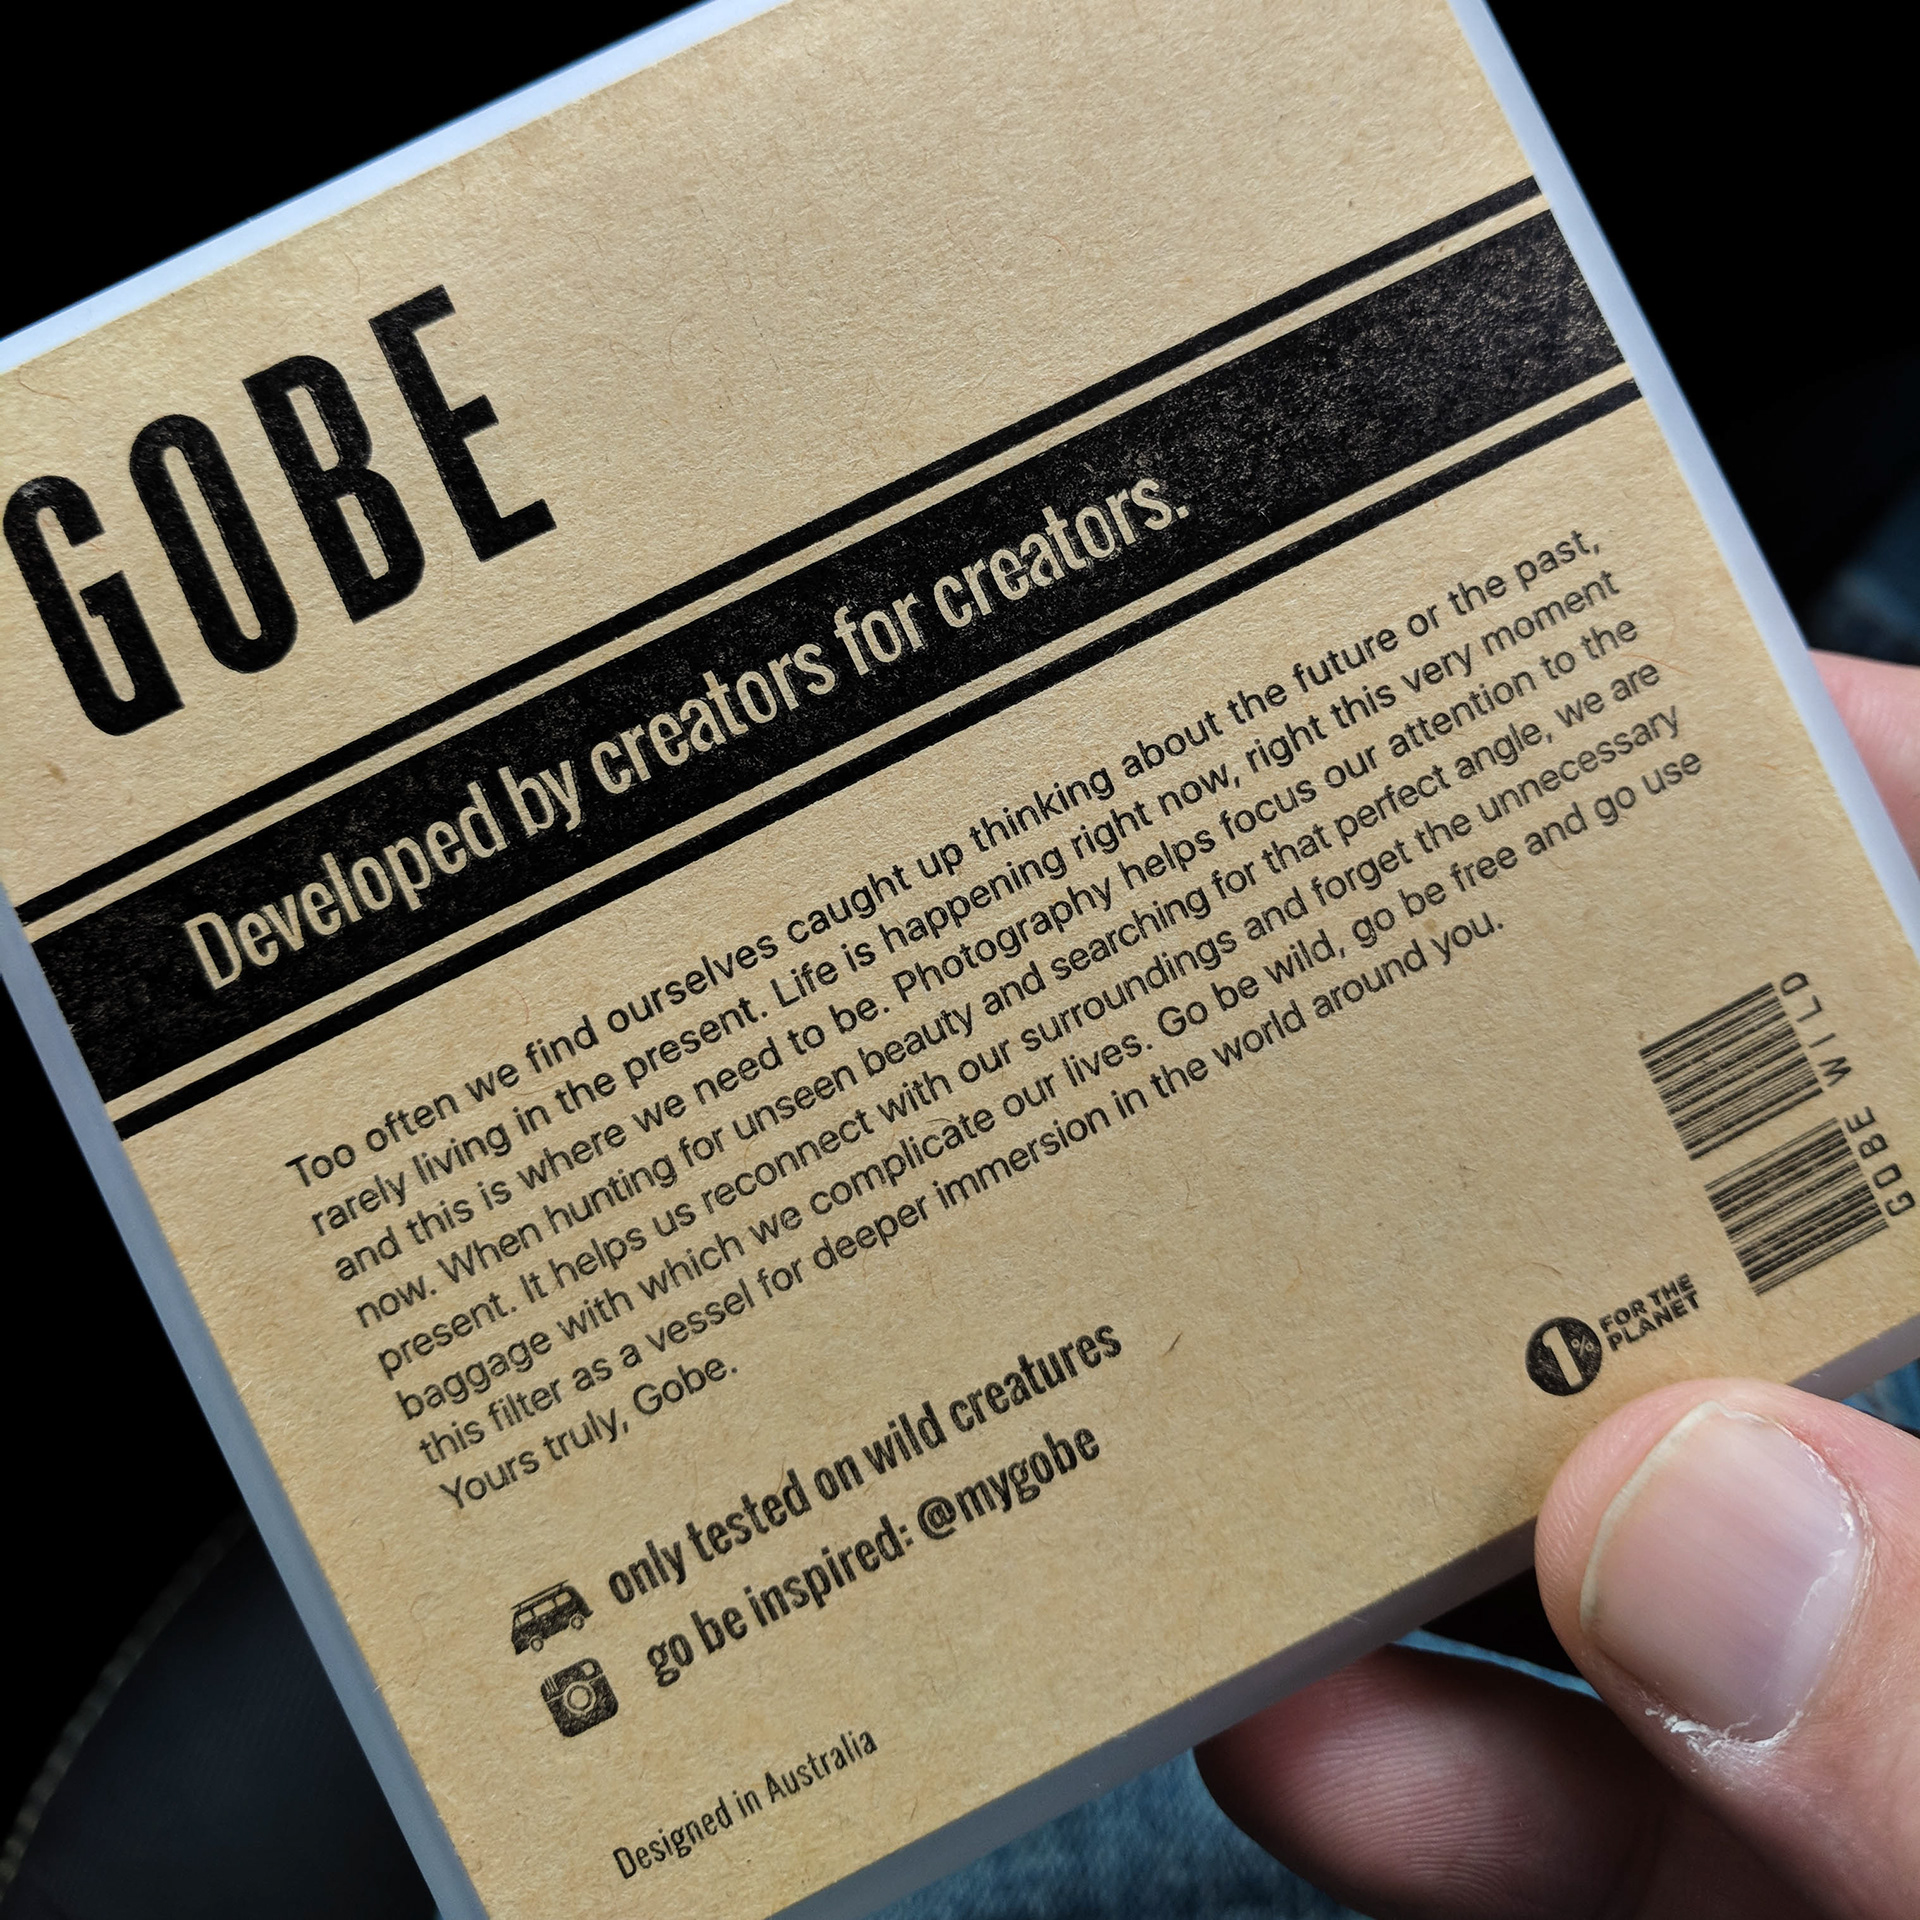 GOBE
Developed by creators for creators.
Too often we find ourselves caught up thinking about the future or the past,
rarely living in the present. Life is happening right now, right this very moment
and this is where we need to be. Photography helps focus our attention to the
now. When hunting for unseen beauty and searching for that perfect angle, we are
present. It helps us reconnect with our surroundings and forget the unnecessary
baggage with which we complicate our lives. Go be wild, go be free and go use
this filter as a vessel for deeper immersion in the world around you.
Yours truly, Gobe.
only tested on wild creatures
go be inspired: @mygobe
Designed in Australia
1%
FOR THE
PLANET
GOBE WILD